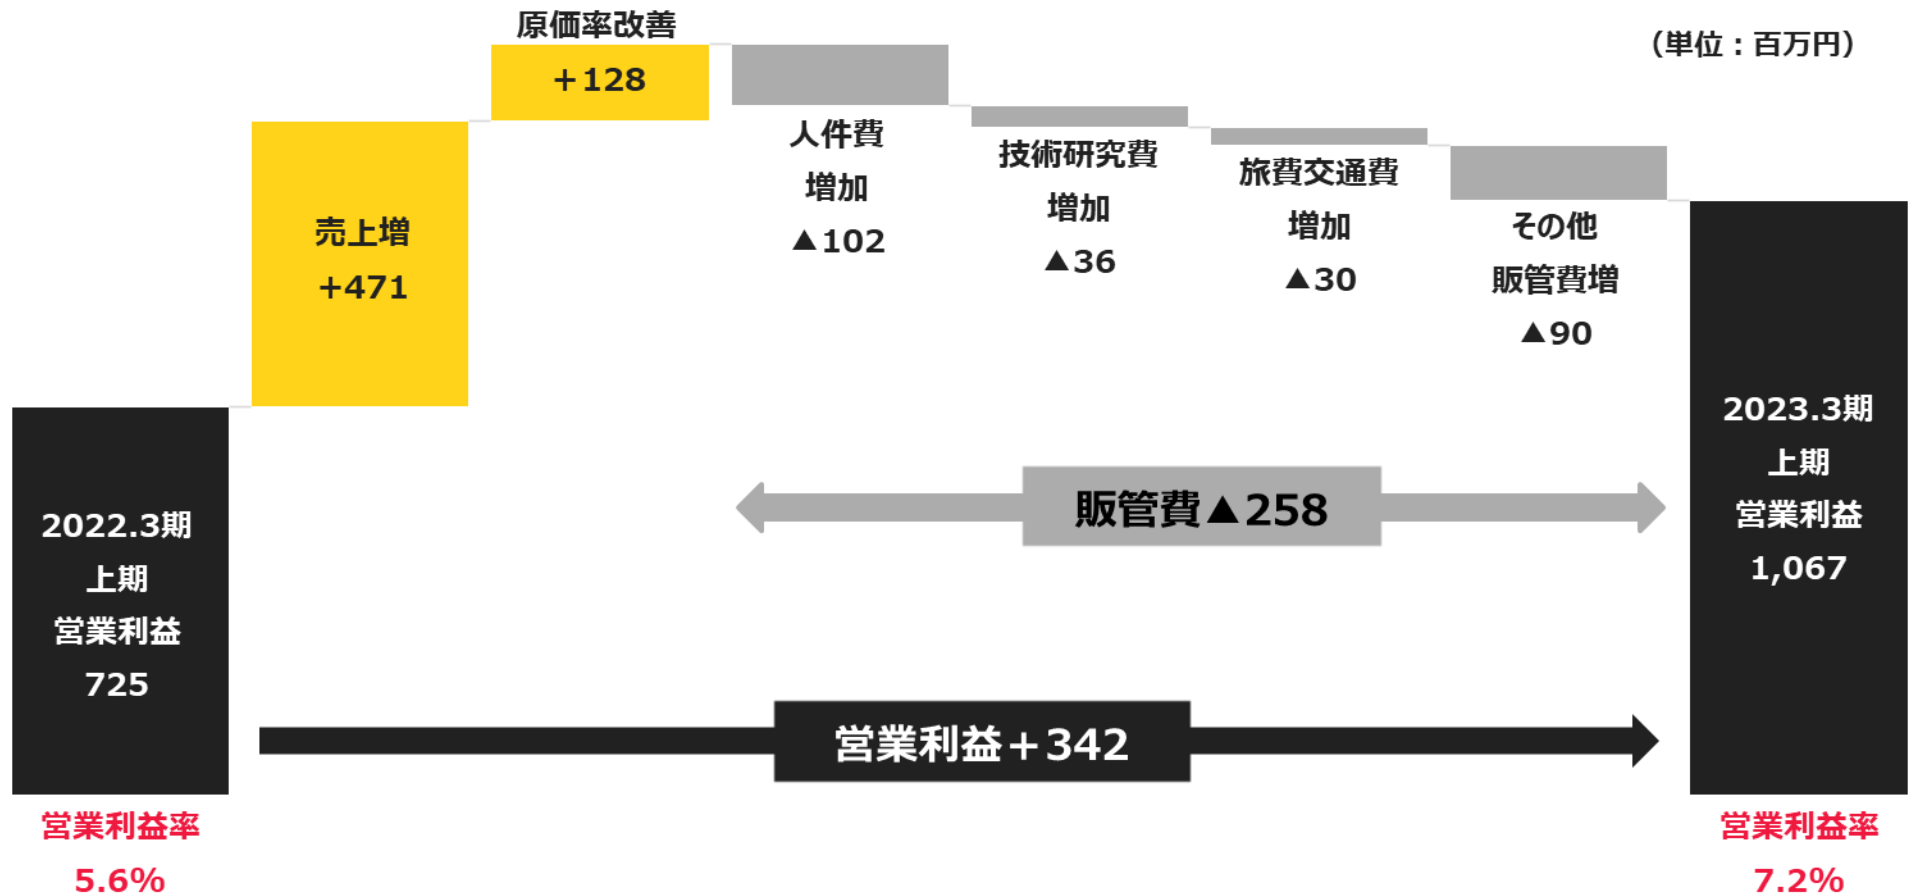 (単位：百万円)
2022.3期
上期
営業利益
725
営業利益率
5.6%
売上増
+471
原価率改善
＋128
人件費
増加
▲102
技術研究費
増加
▲36
旅費交通費
増加
▲30
その他
販管費増
▲90
販管費▲258
営業利益＋342
2023.3期
上期
営業利益
1,067
営業利益率
7.2%